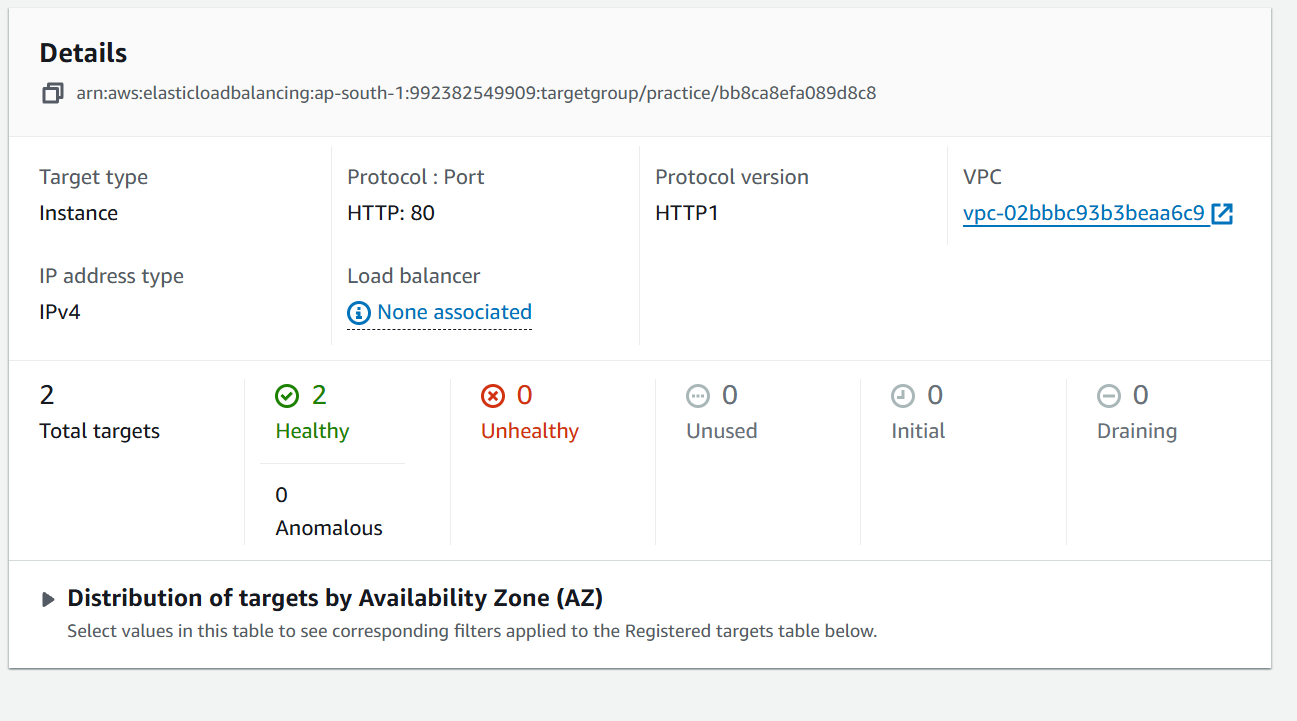 Details
arn:aws:elasticloadbalancing:ap-south-1:992382549909:targetgroup/practice/bb8ca8efa089d8c8
Target type
Instance
Protocol : Port
HTTP: 80
Protocol version
HTTP1
VPC
vpc-02bbbc93b3beaa6c9
IP address type
IPv4
Load balancer
None associated
2
Total targets
2
Healthy
0
Anomalous
0
Unhealthy
0
Unused
0
Initial
0
Draining
Distribution of targets by Availability Zone (AZ)
Select values in this table to see corresponding filters applied to the Registered targets table below.